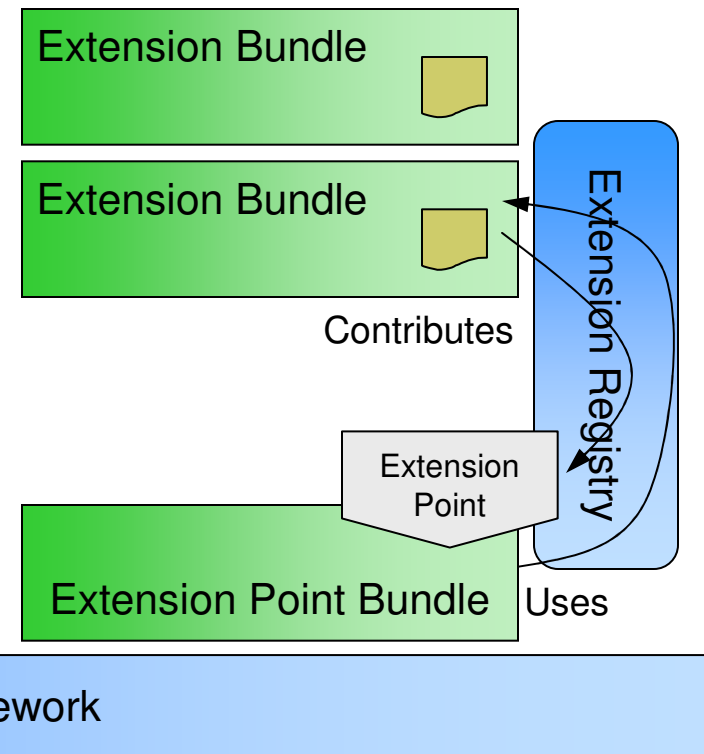 Extension Bundle
Extension Bundle
Extension Registry
Contributes
Extension
Point
Extension Point Bundle
Uses
ework